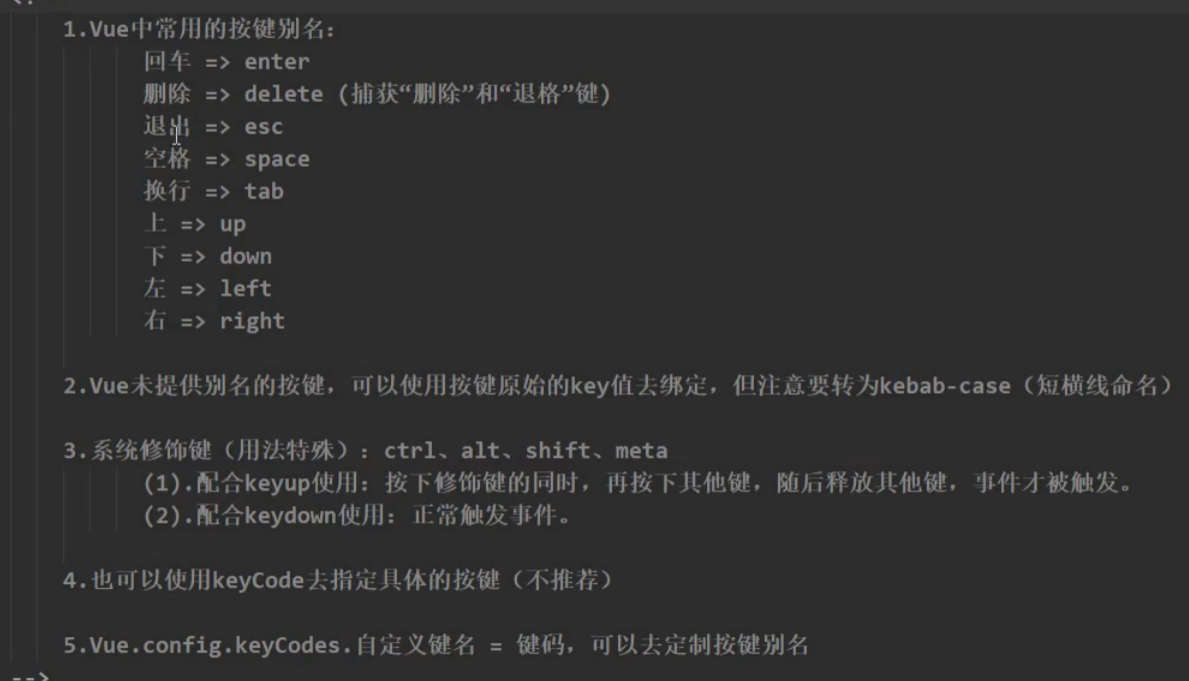 1.Vue中常用的按键别名：
回车 => enter
删除 => delete (捕获“删除”和“退格”键)
退出 => esc
空格 => space
换行 => tab
上 => up
下 => down
左 => left
右 => right
2.Vue未提供别名的按键，可以使用按键原始的key值去绑定，但注意要转为kebab-case（短横线命名）
3.系统修饰键（用法特殊）：ctrl、alt、shift、meta
(1).配合keyup使用：按下修饰键的同时，再按下其他键，随后释放其他键，事件才被触发。
(2).配合keydown使用：正常触发事件。
4.也可以使用keyCode去指定具体的按键（不推荐）
5.Vue.config.keyCodes.自定义键名 = 键码，可以去定制按键别名
-->